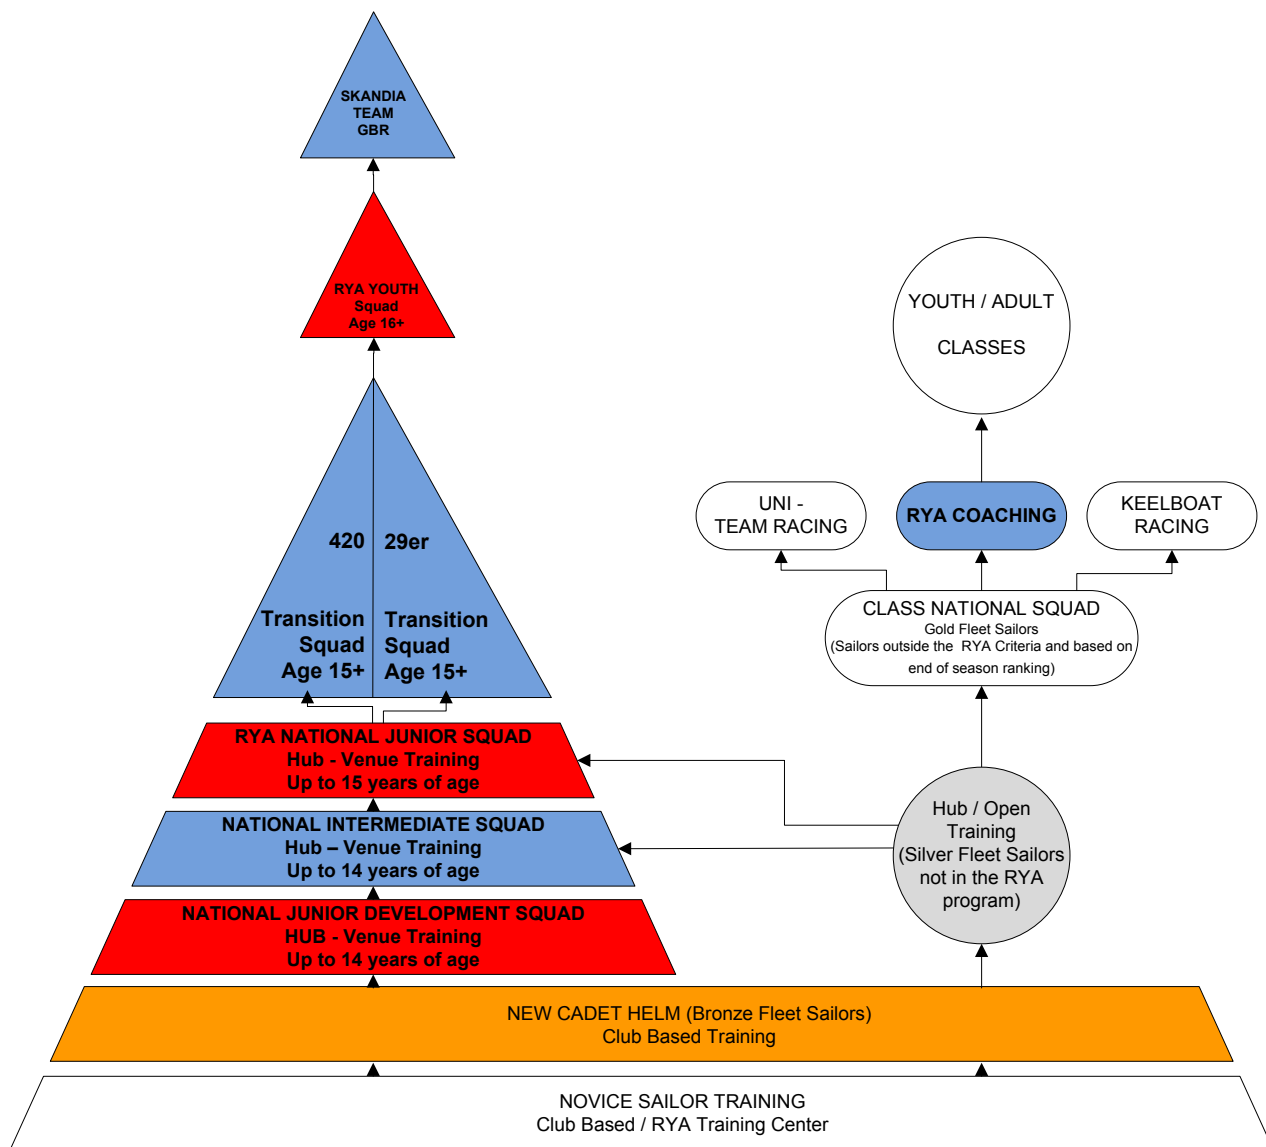 SKANDIA
TEAM
GBR
RYA YOUTH
Squad
Age 16+
YOUTH / ADULT
CLASSES
420
Transition
Squad
Age 15+
29er
Transition
Squad
Age 15+
UNI -
TEAM RACING
RYA COACHING
KEELBOAT
RACING
CLASS NATIONAL SQUAD
Gold Fleet Sailors
(Sailors outside the RYA Criteria and based on
end of season ranking)
RYA NATIONAL JUNIOR SQUAD
Hub - Venue Training
Up to 15 years of age
NATIONAL INTERMEDIATE SQUAD
Hub – Venue Training
Up to 14 years of age
Hub / Open
Training
(Silver Fleet Sailors
not in the RYA
program)
NATIONAL JUNIOR DEVELOPMENT SQUAD
HUB - Venue Training
Up to 14 years of age
NEW CADET HELM (Bronze Fleet Sailors)
Club Based Training
NOVICE SAILOR TRAINING
Club Based / RYA Training Center